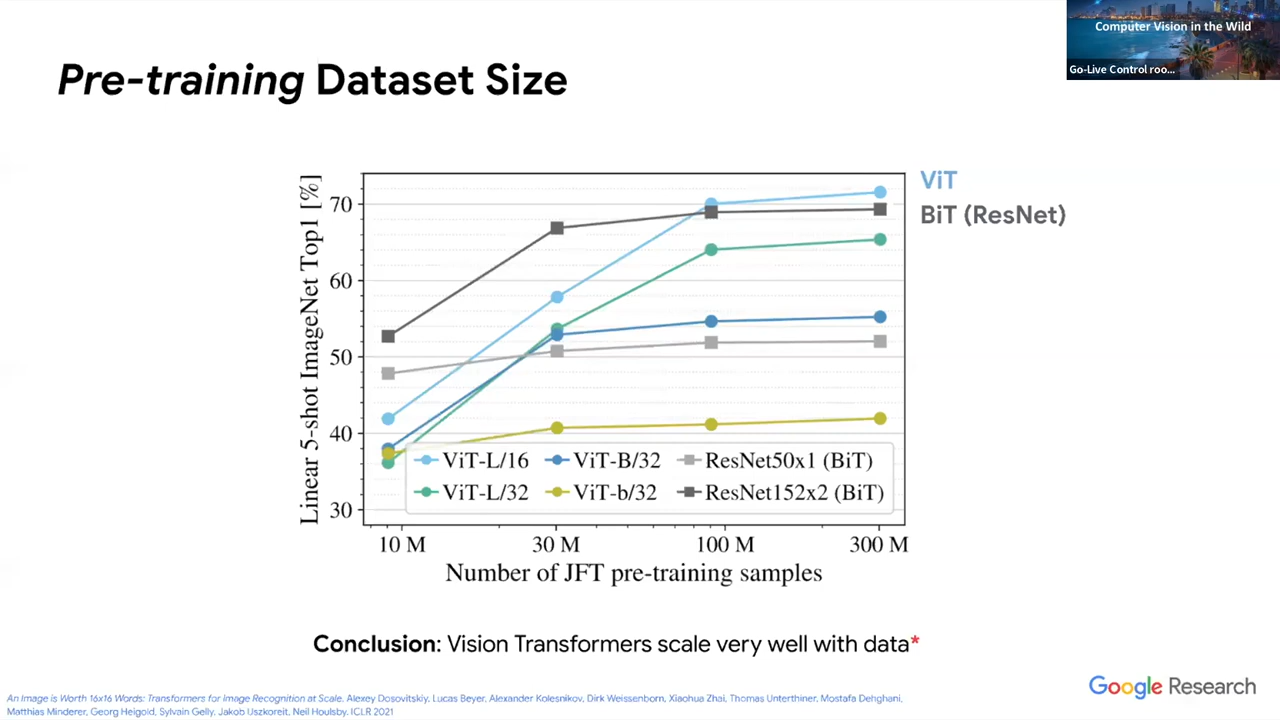 Computer Vision in the Wild
Go-Live Control roo...
Pre-training Dataset Size
ViT
BiT (ResNet)
Linear 5-shot ImageNet Top1 [%]
70
60
50
40
30
ViT-L/16 ViT-B/32 ResNet50x1 (BiT)
ViT-L/32 ViT-b/32 ResNet152x2 (BiT)
10 M 30 M 100 M 300 M
Number of JFT pre-training samples
Conclusion: Vision Transformers scale very well with data*
Google Research
An Image is Worth 16x16 Words: Transformers for Image Recognition at Scale. Alexey Dosovitskiy, Lucas Beyer, Alexander Kolesnikov, Dirk Weissenborn, Xiaohua Zhai, Thomas Unterthiner, Mostafa Dehghani,
Matthias Minderer, Georg Heigold, Sylvain Gelly, Jakob Uszkoreit, Neil Houlsby. ICLR 2021